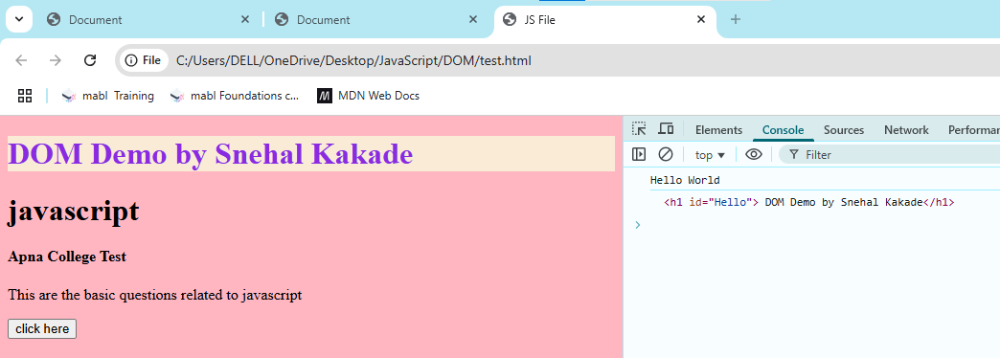 Document
Document
JS File
File
C:/Users/DELL/OneDrive/Desktop/JavaScript/DOM/test.html
mabl Training
mabl Foundations c...
MDN Web Docs
DOM Demo by Snehal Kakade
javascript
Apna College Test
This are the basic questions related to javascript
click here
Elements
Console
Sources
Network
Performar
top
Filter
Hello World
<h1 id="Hello"> DOM Demo by Snehal Kakade</h1>